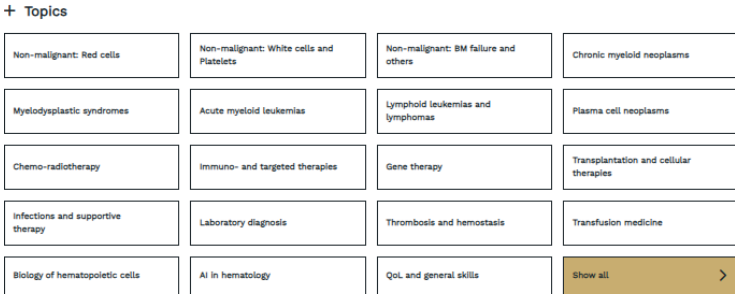 + Topics
Non-malignant: Red cells
Non-malignant: White cells and
Platelets
Non-malignant: BM failure and
others
Chronic myeloid neoplasms
Myelodysplastic syndromes
Acute myeloid leukemias
Lymphoid leukemias and
lymphomas
Plasma cell neoplasms
Chemo-radiotherapy
Immuno- and targeted therapies
Gene therapy
Transplantation and cellular
therapies
Infections and supportive
therapy
Laboratory diagnosis
Thrombosis and hemostasis
Transfusion medicine
Biology of hematopoietic cells
AI in hematology
QoL and general skills
Show all